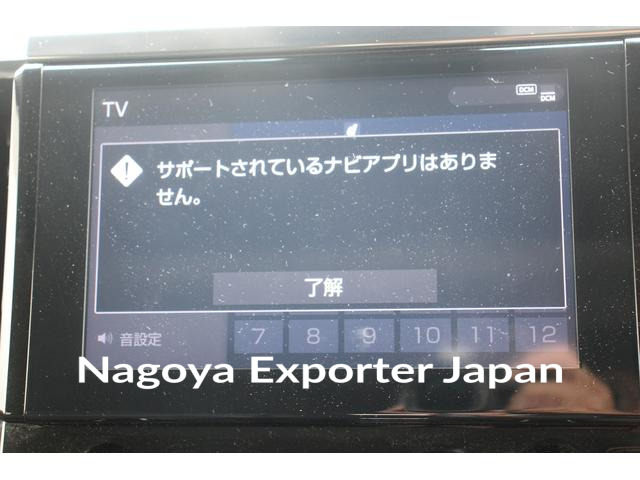 TV
DCM
DCM
サポートされているナビアプリはありま
せん。
了解
音設定
7 8 9 10 11 12
Nagoya Exporter Japan